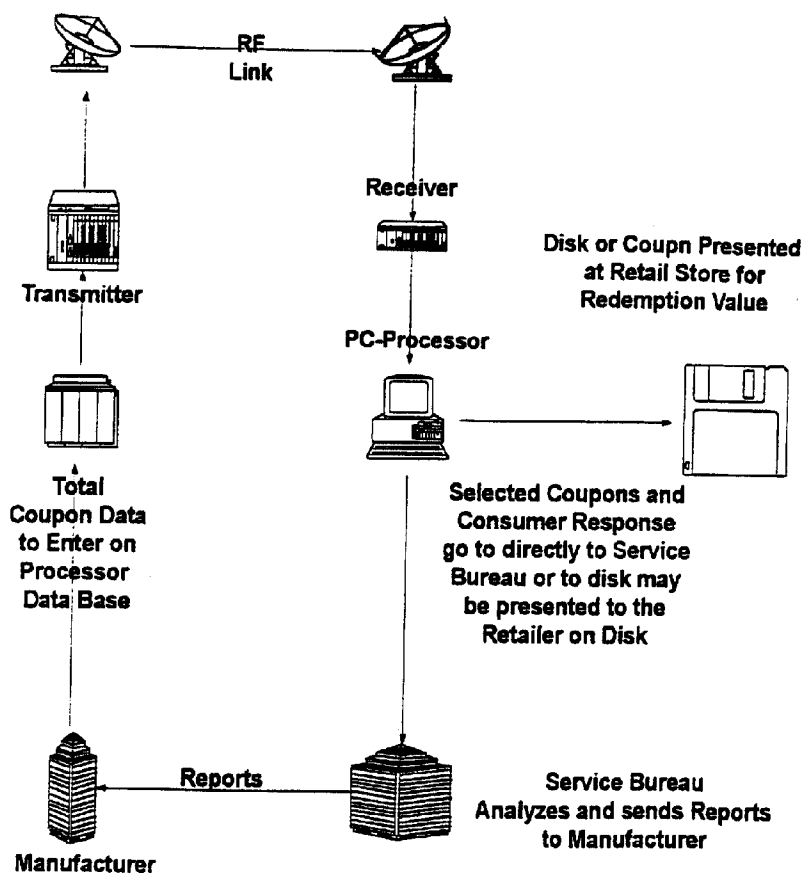 RF
Link
Receiver
Transmitter
Disk or Coupn Presented
at Retail Store for
Redemption Value
PC-Processor
Total
Coupon Data
to Enter on
Processor
Data Base
Selected Coupons and
Consumer Response
go to directly to Service
Bureau or to disk may
be presented to the
Retailer on Disk
Reports
Service Bureau
Analyzes and sends Reports
to Manufacturer
Manufacturer